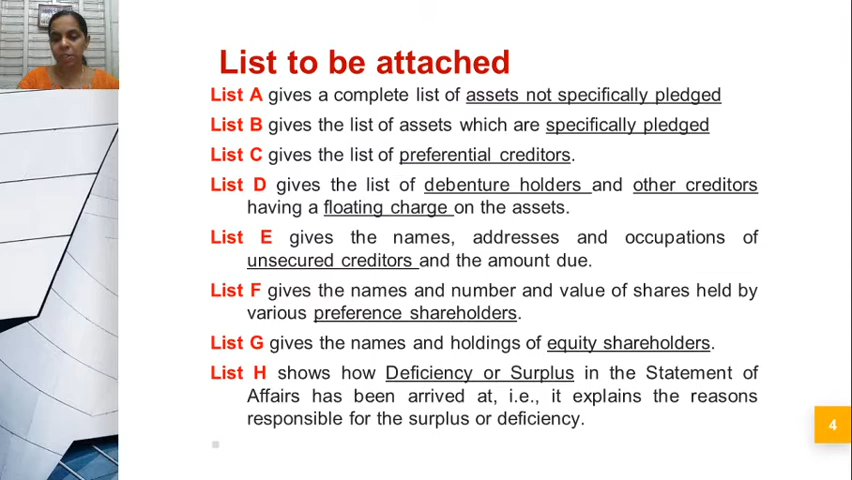 List to be attached
List A gives a complete list of assets not specifically pledged
List B gives the list of assets which are specifically pledged
List C gives the list of preferential creditors.
List D gives the list of debenture holders and other creditors
having a floating charge on the assets.
List E gives the names, addresses and occupations of
unsecured creditors and the amount due.
List F gives the names and number and value of shares held by
various preference shareholders.
List G gives the names and holdings of equity shareholders.
List H shows how Deficiency or Surplus in the Statement of
Affairs has been arrived at, i.e., it explains the reasons
responsible for the surplus or deficiency.
4